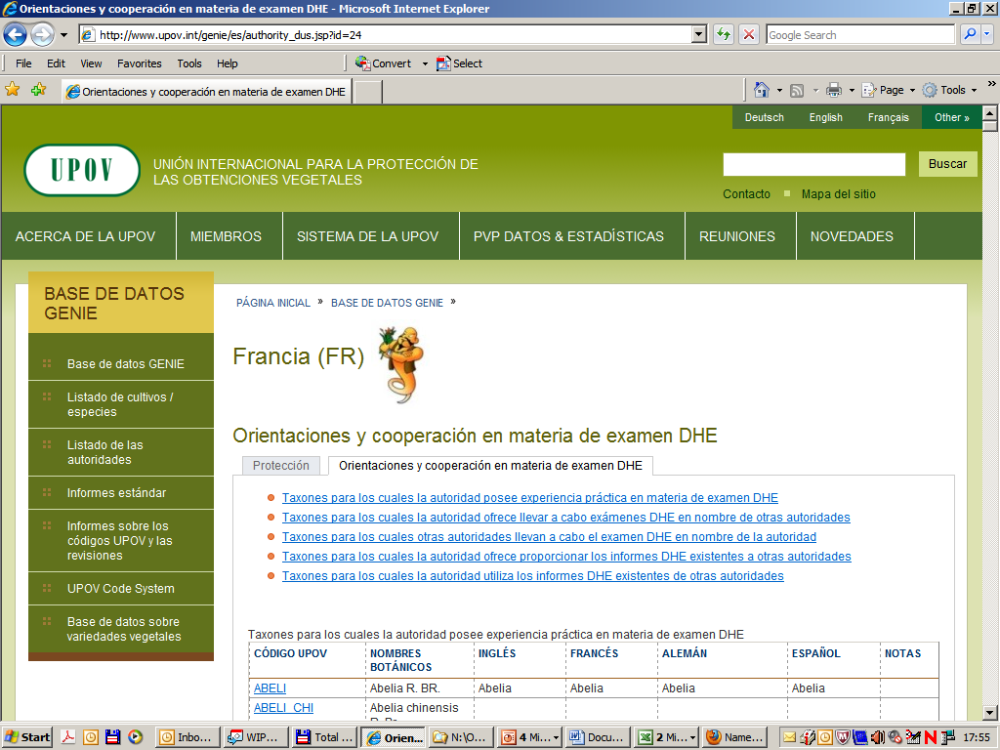 Orientaciones y cooperación en materia de examen DHE - Microsoft Internet Explorer
http://www.upov.int/genie/es/authority_dus.jsp?id=24
Google Search
File Edit View Favorites Tools Help
Convert Select
Orientaciones y cooperación en materia de examen DHE
Page Tools »
Deutsch English Français Other »
UPOV
UNIÓN INTERNACIONAL PARA LA PROTECCIÓN DE
LAS OBTENCIONES VEGETALES
Buscar
Contacto Mapa del sitio
ACERCA DE LA UPOV MIEMBROS SISTEMA DE LA UPOV PVP DATOS & ESTADÍSTICAS REUNIONES NOVEDADES
BASE DE DATOS
GENIE
Base de datos GENIE
Listado de cultivos /
especies
Listado de las
autoridades
Informes estándar
Informes sobre los
códigos UPOV y las
revisiones
UPOV Code System
Base de datos sobre
variedades vegetales
PÁGINA INICIAL » BASE DE DATOS GENIE »
Francia (FR)
Orientaciones y cooperación en materia de examen DHE
Protección Orientaciones y cooperación en materia de examen DHE
Taxones para los cuales la autoridad posee experiencia práctica en materia de examen DHE
Taxones para los cuales la autoridad ofrece llevar a cabo exámenes DHE en nombre de otras autoridades
Taxones para los cuales otras autoridades llevan a cabo el examen DHE en nombre de la autoridad
Taxones para los cuales la autoridad ofrece proporcionar los informes DHE existentes a otras autoridades
Taxones para los cuales la autoridad utiliza los informes DHE existentes de otras autoridades
Taxones para los cuales la autoridad posee experiencia práctica en materia de examen DHE
CÓDIGO UPOV NOMBRES BOTÁNICOS INGLÉS FRANCÉS ALEMÁN ESPAÑOL NOTAS
ABELI Abelia R. BR. Abelia Abelia Abelia Abelia
ABELI_CHI Abelia chinensis
R. Br.
Start Inbo... WIP... Total ... Orien... N:\O... 4 Mi... Docu... 2 Mi... Name... 17:55